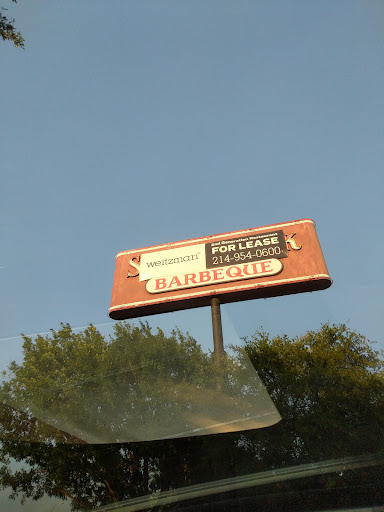 S k
weitzman
2nd Generation Restaurant
FOR LEASE
214-954-0600
BARBEQUE